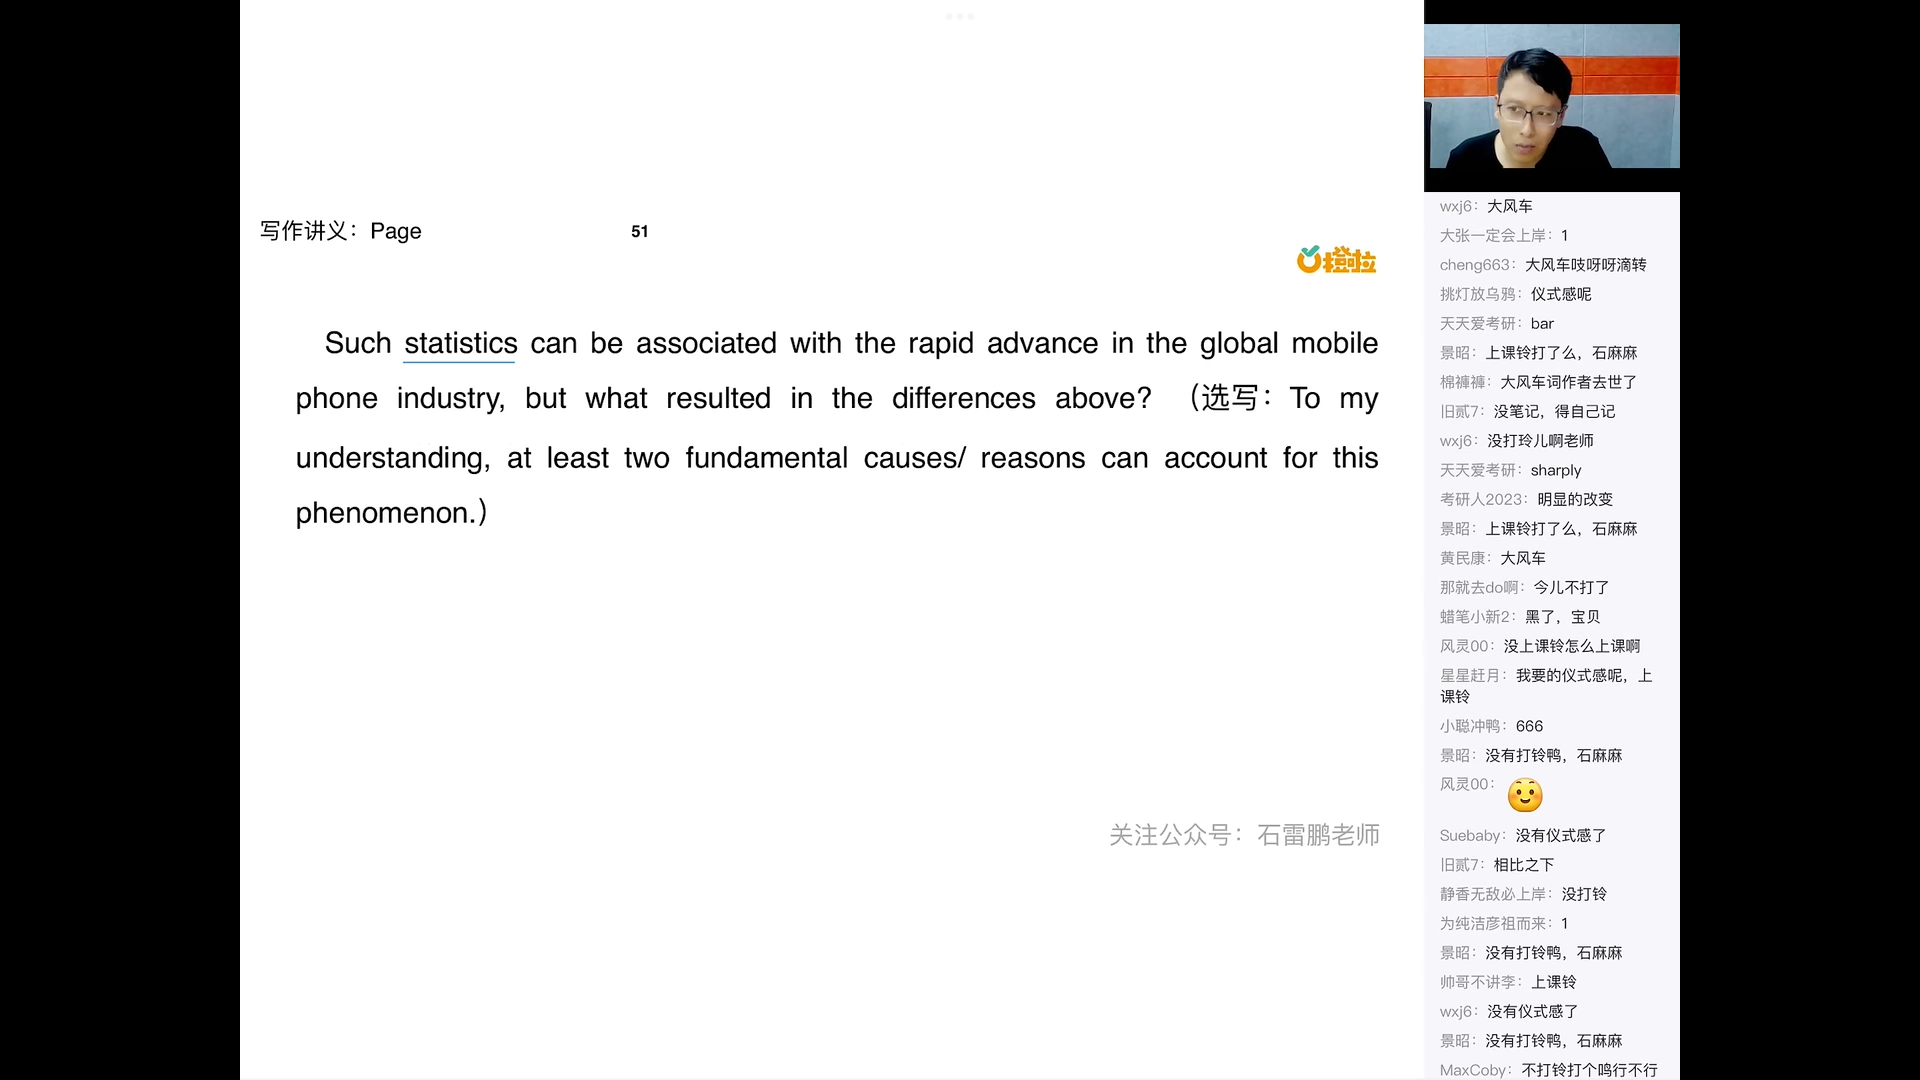 写作讲义：Page 51
橙啦
Such statistics can be associated with the rapid advance in the global mobile
phone industry, but what resulted in the differences above? （选写：To my
understanding, at least two fundamental causes/ reasons can account for this
phenomenon.）
关注公众号：石雷鹏老师
wxj6：大风车
大张一定会上岸：1
cheng663：大风车吱呀呀滴转
挑灯放乌鸦：仪式感呢
天天爱考研：bar
景昭：上课铃打了么，石麻麻
棉裤裤：大风车词作者去世了
旧贰7：没笔记，得自己记
wxj6：没打玲儿啊老师
天天爱考研：sharply
考研人2023：明显的改变
景昭：上课铃打了么，石麻麻
黄民康：大风车
那就去do啊：今儿不打了
蜡笔小新2：黑了，宝贝
风灵00：没上课铃怎么上课啊
星星赶月：我要的仪式感呢，上
课铃
小聪冲鸭：666
景昭：没有打铃鸭，石麻麻
风灵00：
Suebaby：没有仪式感了
旧贰7：相比之下
静香无敌必上岸：没打铃
为纯洁彦祖而来：1
景昭：没有打铃鸭，石麻麻
帅哥不讲李：上课铃
wxj6：没有仪式感了
景昭：没有打铃鸭，石麻麻
MaxCoby：不打铃打个鸣行不行